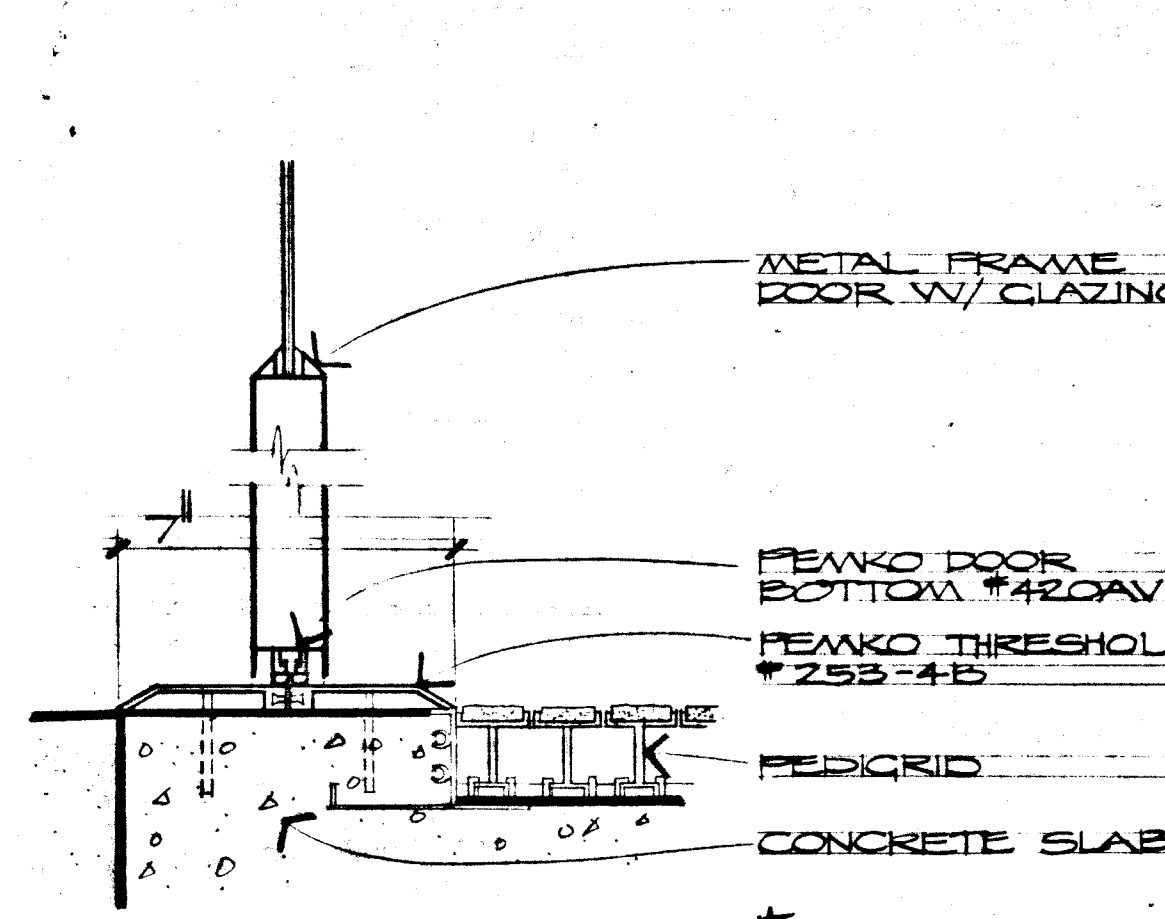 METAL FRAME
DOOR W/ GLAZING
PEMKO DOOR
BOTTOM #420AV
PEMKO THRESHOL
#253-4B
PEDIGRID
CONCRETE SLAB